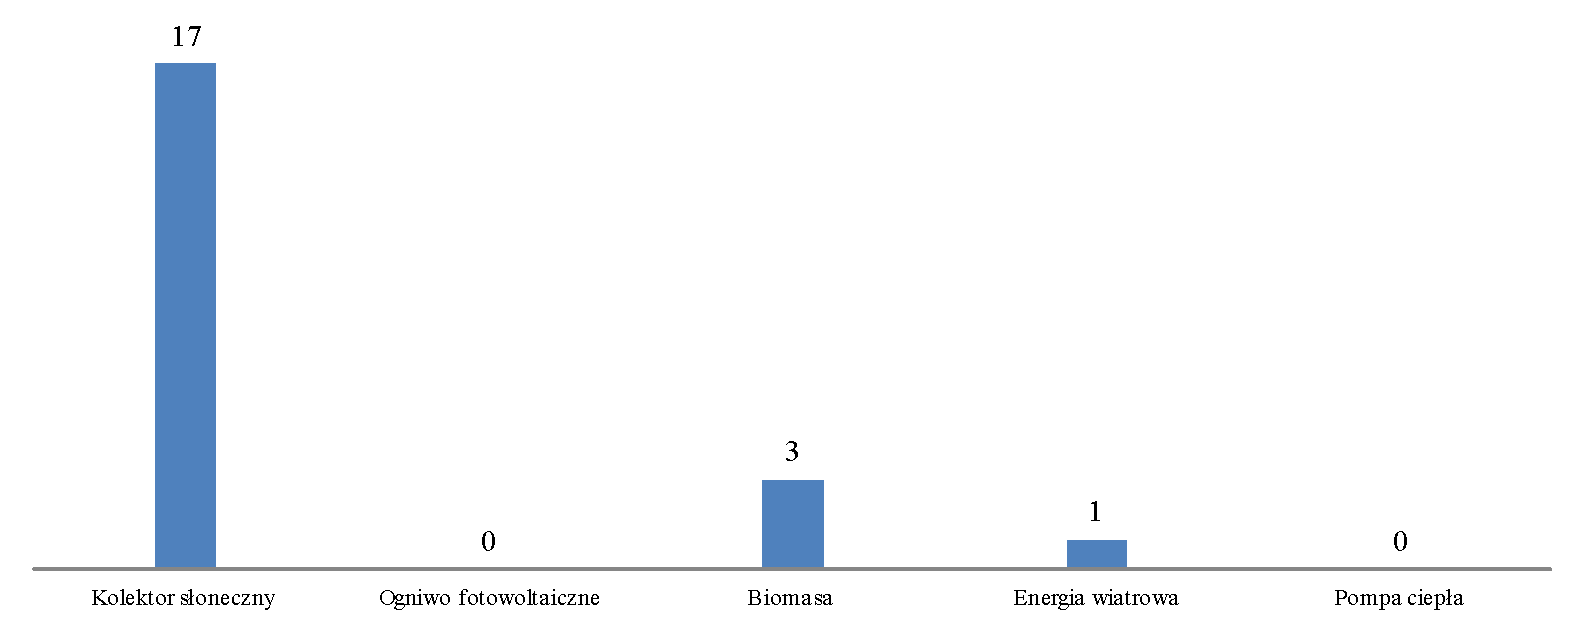 17
0
3
1
0
Kolektor słoneczny
Ogniwo fotowoltaiczne
Biomasa
Energia wiatrowa
Pompa ciepła